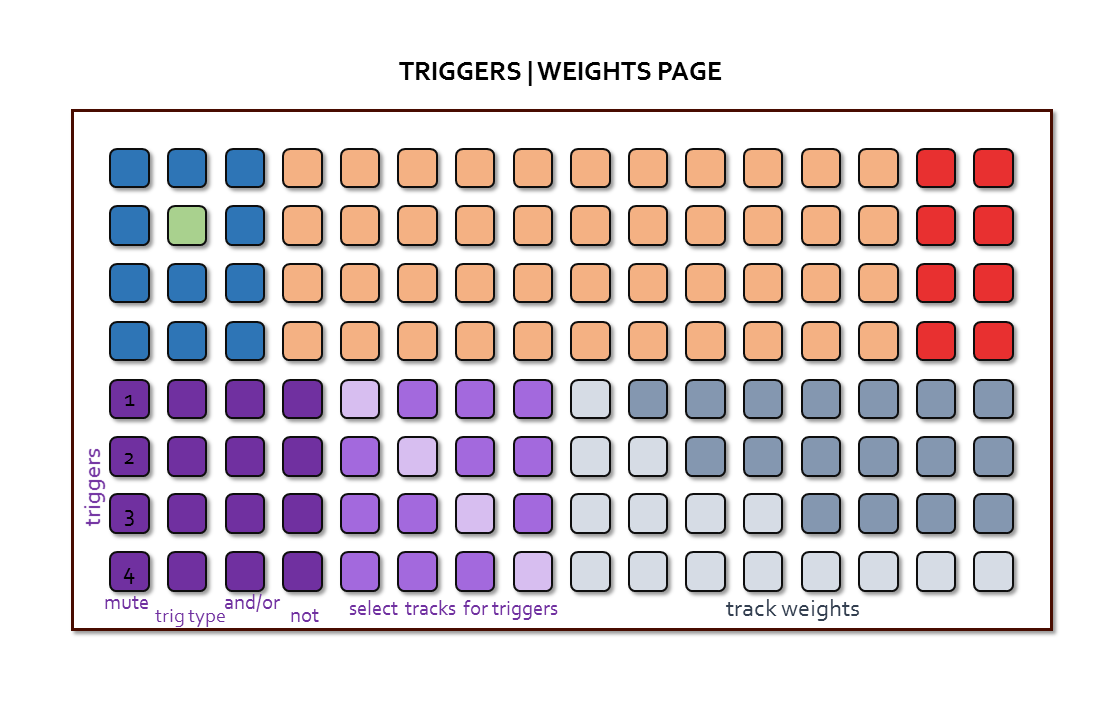 TRIGGERS | WEIGHTS PAGE
1
2
3
4
triggers
mute
trig type
and/or
not
select tracks for triggers
track weights